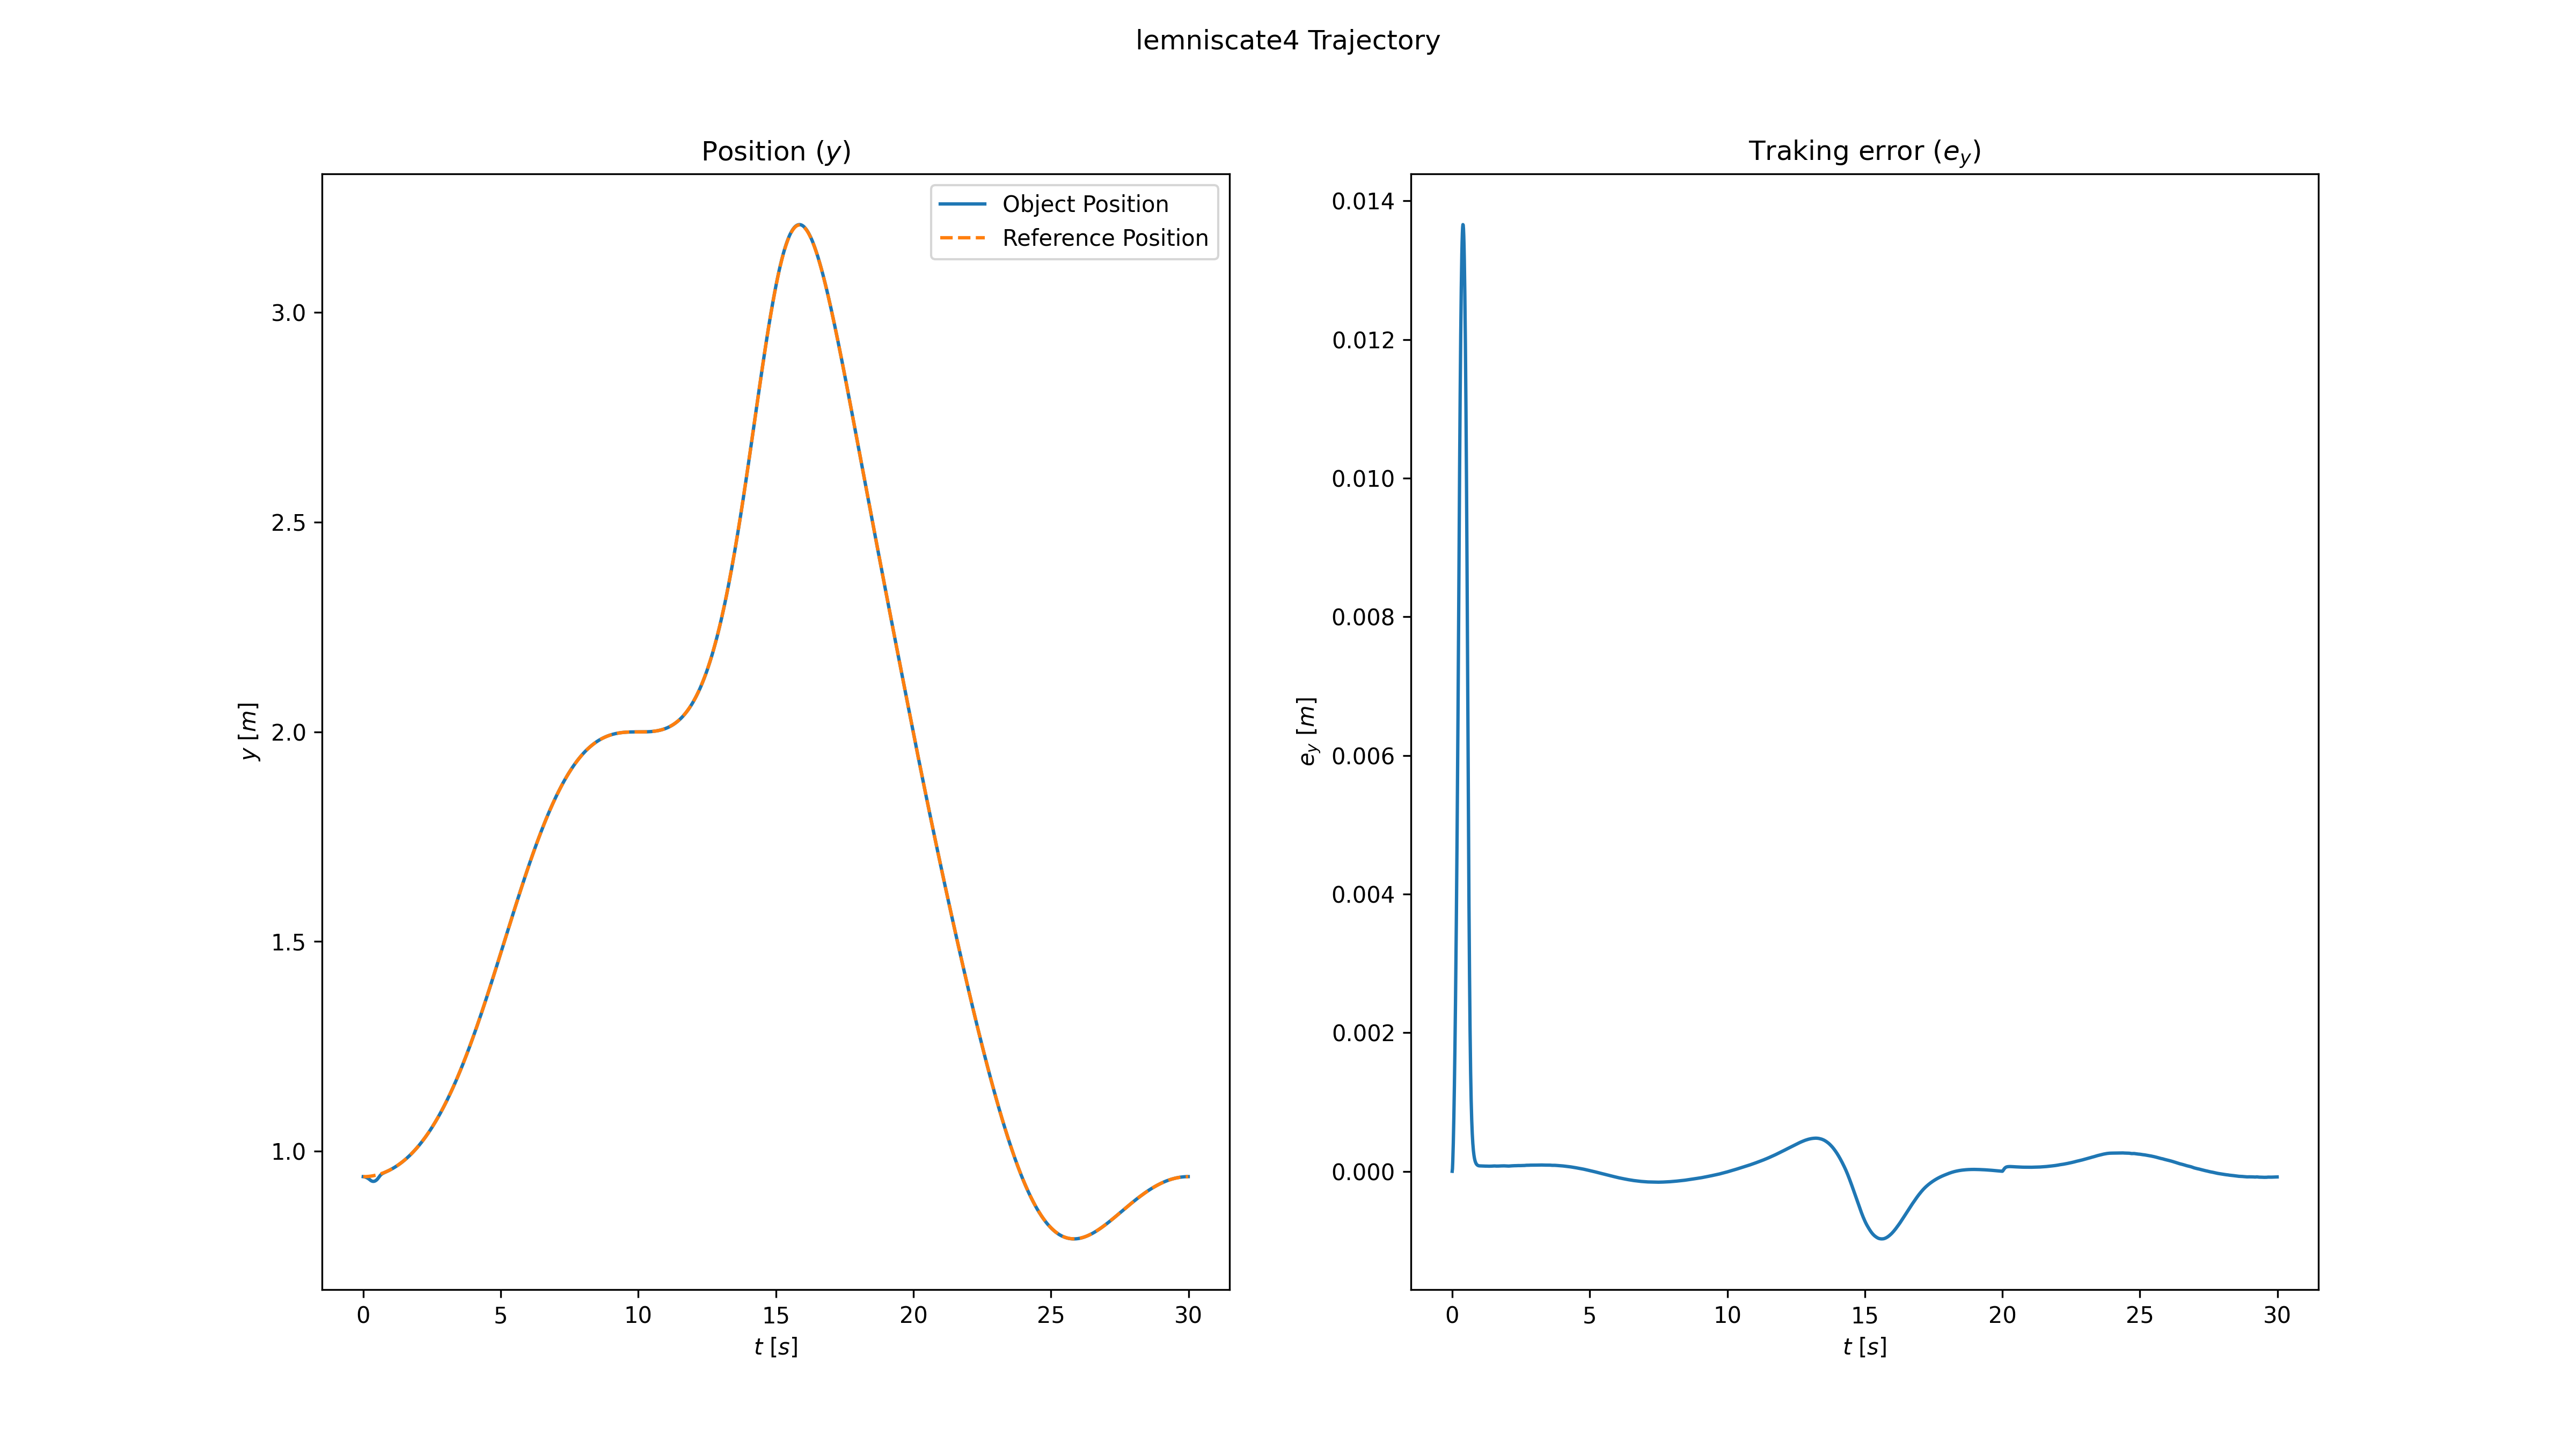 lemniscate4 Trajectory
Position (y)
Object Position
Reference Position
3.0
2.5
2.0
1.5
1.0
y [m]
0 5 10 15 20 25 30
t [s]
Traking error (e_y)
0.014
0.012
0.010
0.008
0.006
0.004
0.002
0.000
e_y [m]
0 5 10 15 20 25 30
t [s]